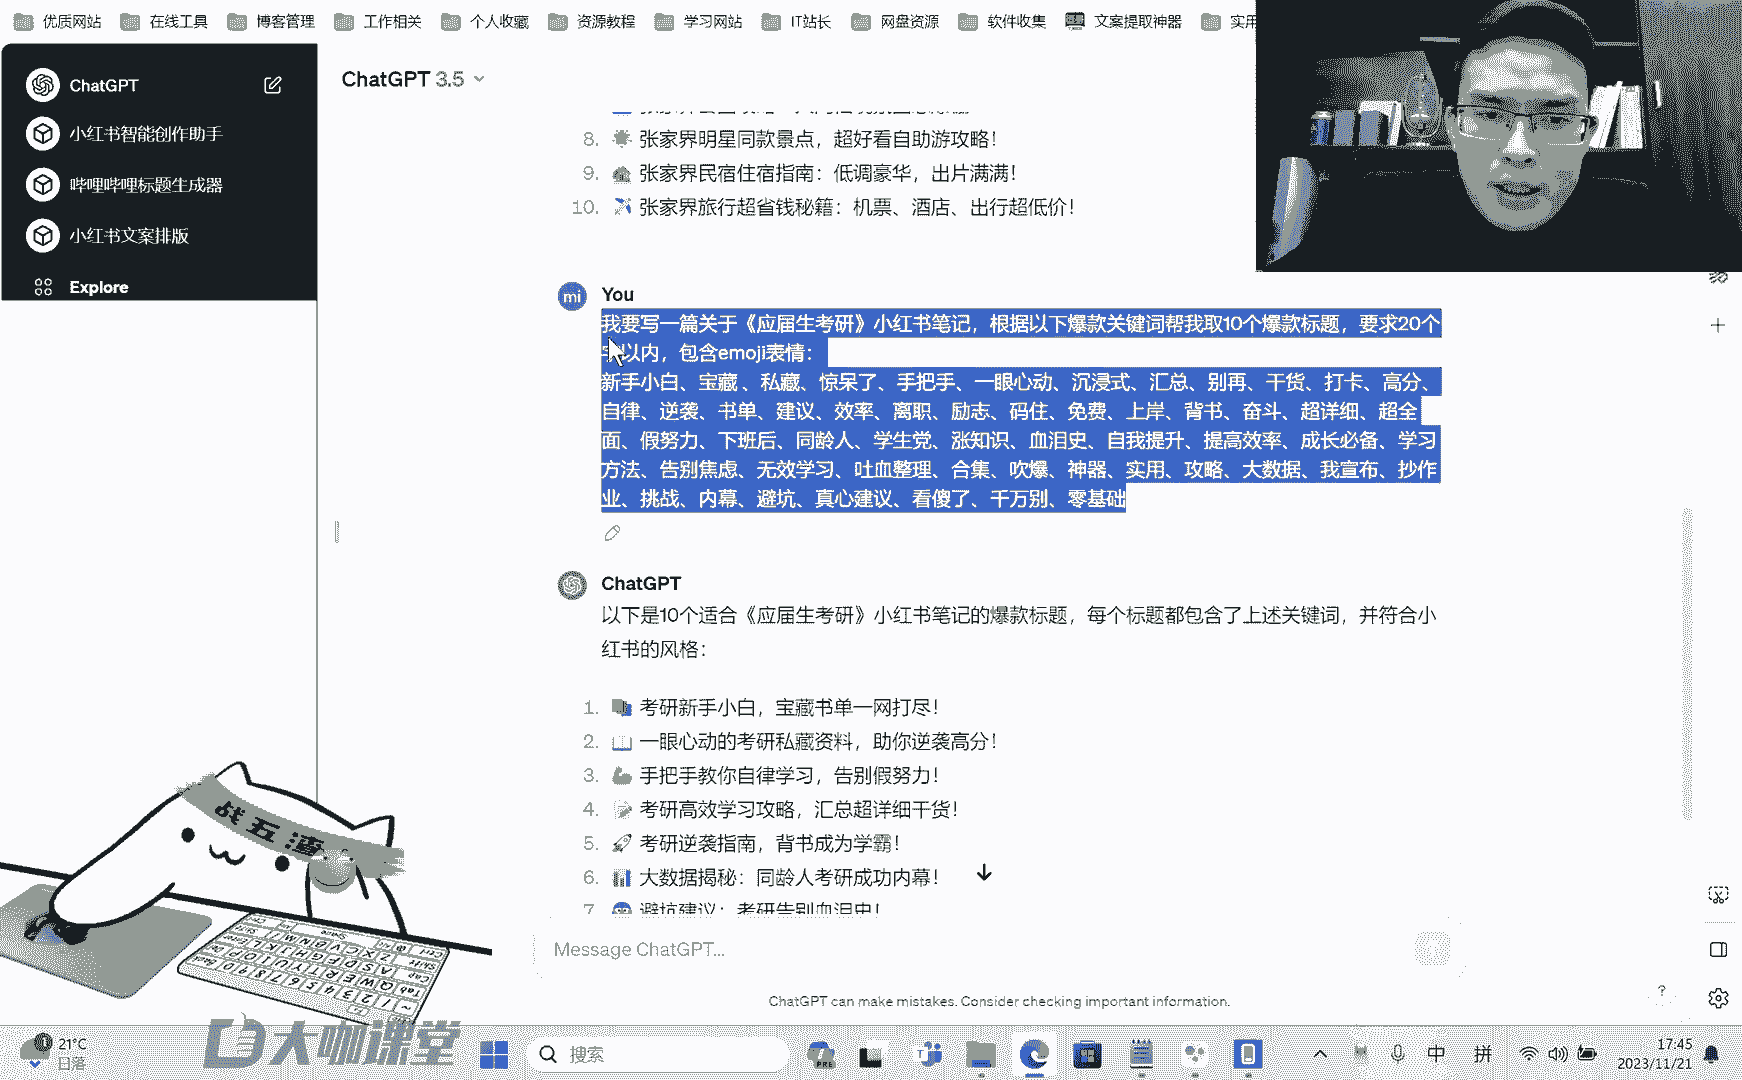 优质网站 在线工具 博客管理 工作相关 个人收藏 资源教程 学习网站 IT站长 网盘资源 软件收集 文案提取神器 实用
ChatGPT
小红书智能创作助手
哔哩哔哩标题生成器
小红书文案排版
Explore
ChatGPT 3.5
8. 张家界明星同款景点，超好看自助游攻略！
9. 张家界民宿住宿指南：低调豪华，出片满满！
10. 张家界旅行超省钱秘籍：机票、酒店、出行超低价！
mi You
我要写一篇关于《应届生考研》小红书笔记，根据以下爆款关键词帮我取10个爆款标题，要求20个
字以内，包含emoji表情：
新手小白、宝藏 、私藏、惊呆了、手把手、一眼心动、沉浸式、汇总、别再、干货、打卡、高分、
自律、逆袭、书单、建议、效率、离职、励志、码住、免费、上岸、背书、奋斗、超详细、超全
面、假努力、下班后、同龄人、学生党、涨知识、血泪史、自我提升、提高效率、成长必备、学习
方法、告别焦虑、无效学习、吐血整理、合集、吹爆、神器、实用、攻略、大数据、我宣布、抄作
业、挑战、内幕、避坑、真心建议、看傻了、千万别、零基础
ChatGPT
以下是10个适合《应届生考研》小红书笔记的爆款标题，每个标题都包含了上述关键词，并符合小
红书的风格：
1. 考研新手小白，宝藏书单一网打尽！
2. 一眼心动的考研私藏资料，助你逆袭高分！
3. 手把手教你自律学习，告别假努力！
4. 考研高效学习攻略，汇总超详细干货！
5. 考研逆袭指南，背书成为学霸！
6. 大数据揭秘：同龄人考研成功内幕！
7. 避坑建议：考研告别血泪史！
Message ChatGPT...
ChatGPT can make mistakes. Consider checking important information.
?
大咖课堂
21°C
日落
搜索
中 拼
17:45
2023/11/21